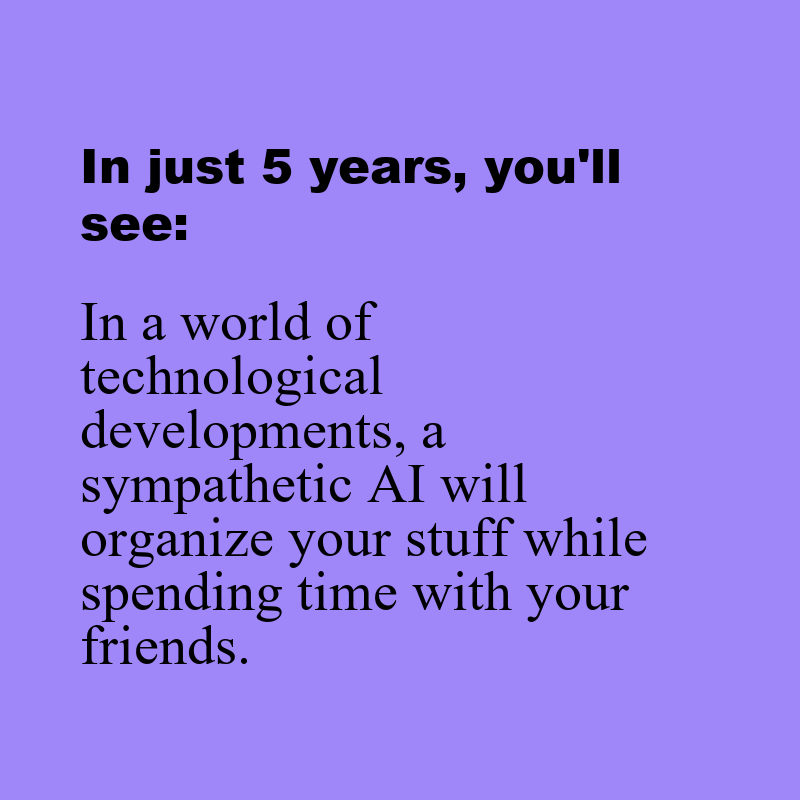 In just 5 years, you'll
see:
In a world of
technological
developments, a
sympathetic AI will
organize your stuff while
spending time with your
friends.